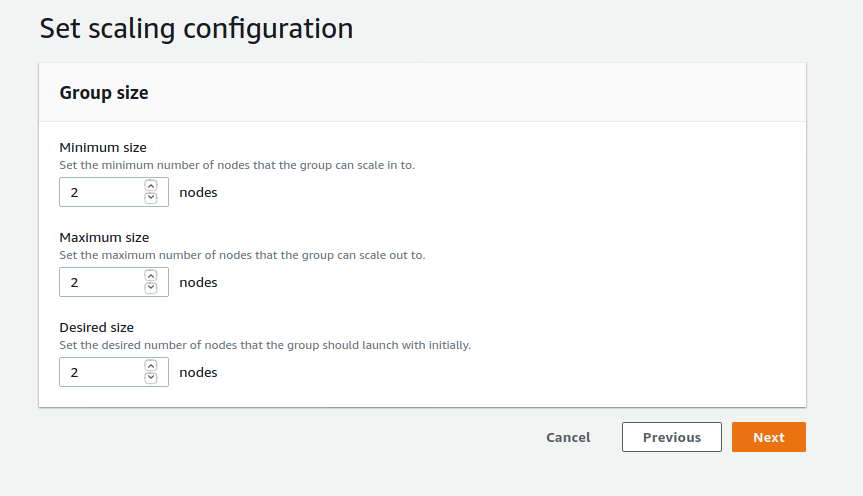 Set scaling configuration
Group size
Minimum size
Set the minimum number of nodes that the group can scale in to.
2 nodes
Maximum size
Set the maximum number of nodes that the group can scale out to.
2 nodes
Desired size
Set the desired number of nodes that the group should launch with initially.
2 nodes
Cancel Previous Next